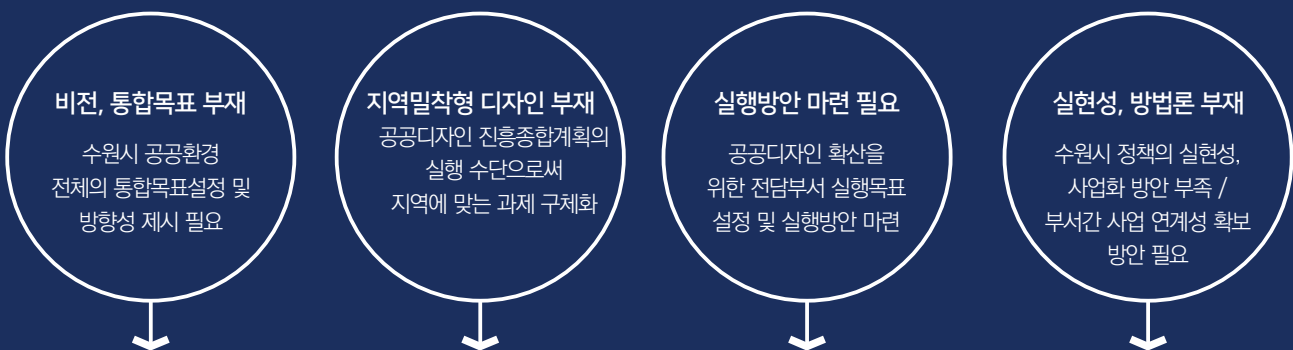 비전, 통합목표 부재
수원시 공공환경
전체의 통합목표설정 및
방향성 제시 필요
지역밀착형 디자인 부재
공공디자인 진흥종합계획의
실행 수단으로써
지역에 맞는 과제 구체화
실행방안 마련 필요
공공디자인 확산을
위한 전담부서 실행목표
설정 및 실행방안 마련
실현성, 방법론 부재
수원시 정책의 실현성,
사업화 방안 부족 /
부서간 사업 연계성 확보
방안 필요